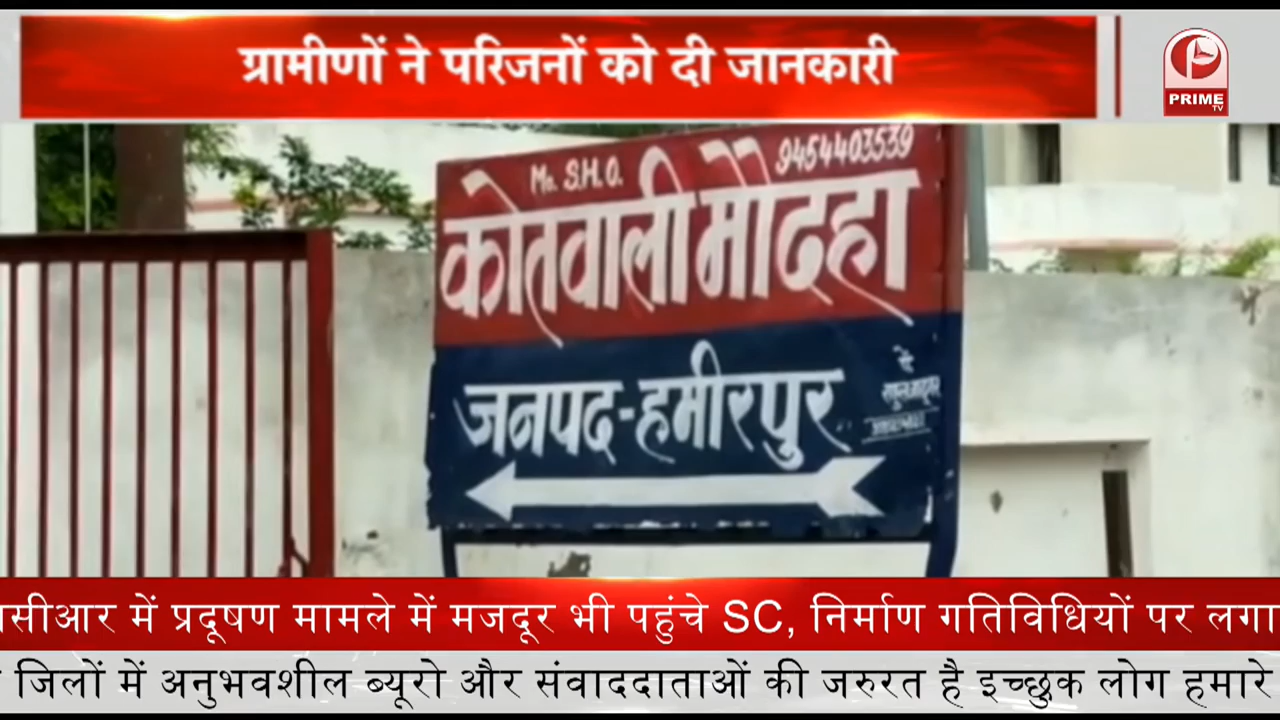 ग्रामीणों ने परिजनों को दी जानकारी
PRIME
TV
Mo. S.H.O. 9454403539
कोतवाली मौदहा
जनपद-हमीरपुर
से
सीआर में प्रदूषण मामले में मजदूर भी पहुंचे SC, निर्माण गतिविधियों पर लगा
जिलों में अनुभवशील ब्यूरो और संवाददाताओं की जरुरत है इच्छुक लोग हमारे